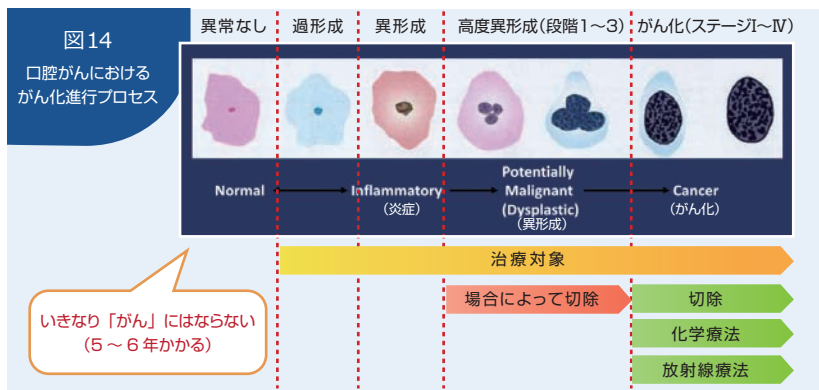 図14
口腔がんにおける
がん化進行プロセス
異常なし
過形成
異形成
高度異形成(段階1〜3)
がん化(ステージⅠ〜Ⅳ)
Normal
Inflammatory
(炎症)
Potentially
Malignant
(Dysplastic)
(異形成)
Cancer
(がん化)
治療対象
場合によって切除
切除
化学療法
放射線療法
いきなり「がん」にはならない
(5〜6年かかる)